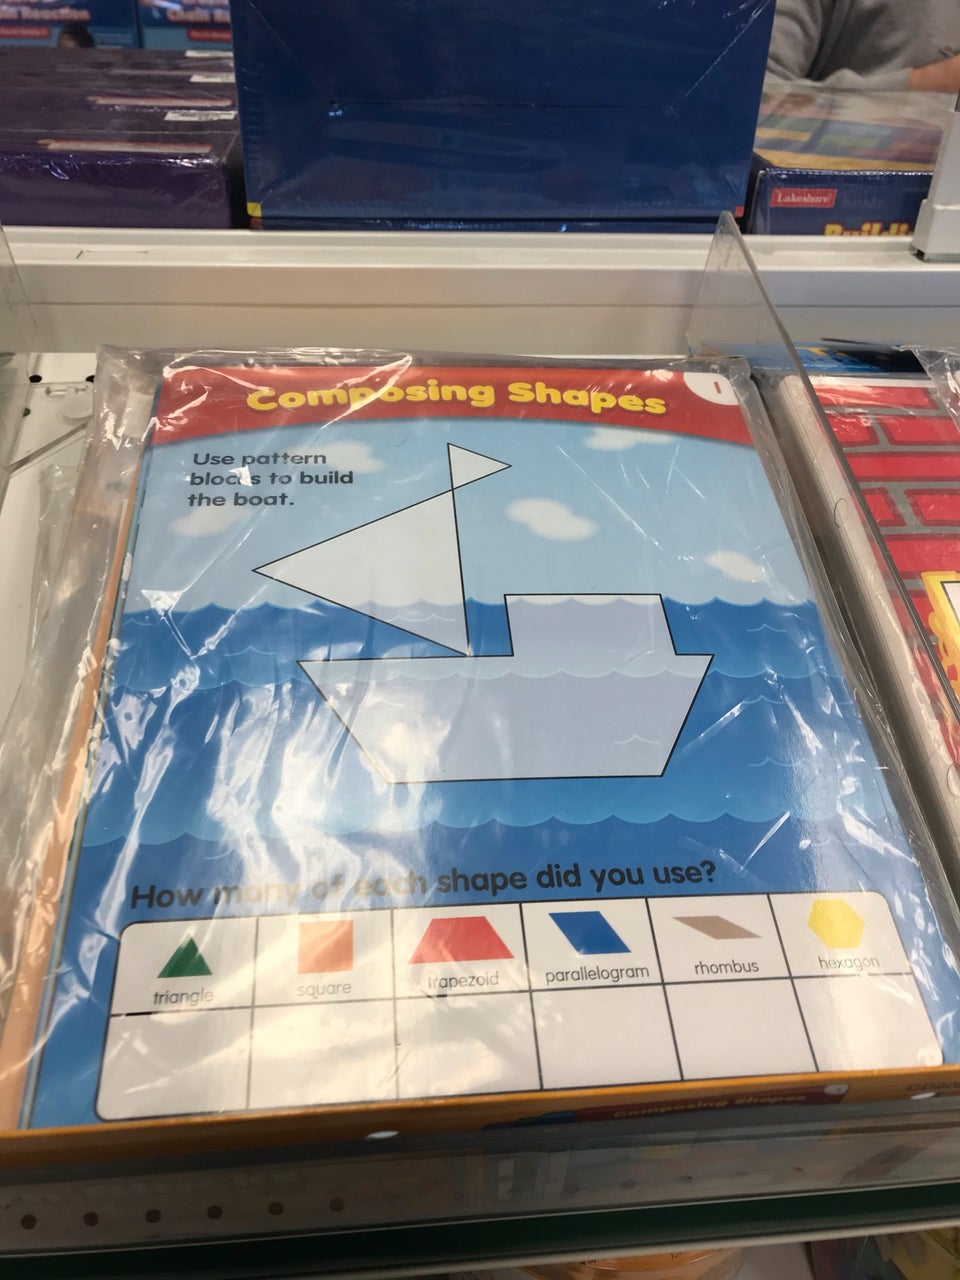 Lakeshore
Composing Shapes
1
Use pattern
blocks to build
the boat.
How many of each shape did you use?
triangle square trapezoid parallelogram rhombus hexagon
Composing Shapes